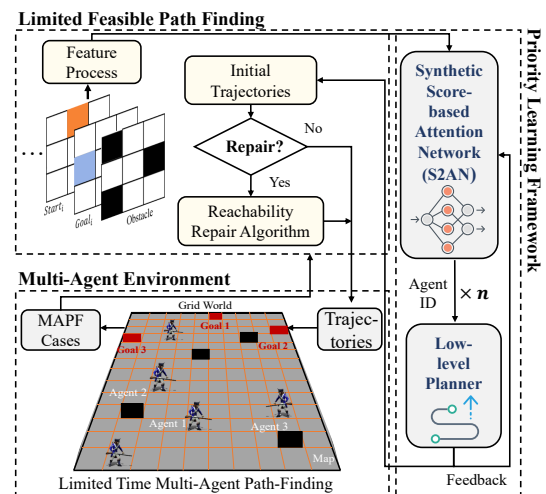 Limited Feasible Path Finding
Feature
Process
Initial
Trajectories
No
Repair?
Yes
Reachability
Repair Algorithm
...
Start_i
Goal_i
Obstacle
Synthetic
Score-
based
Attention
Network
(S2AN)
Priority Learning Framework
Agent
ID
× n
Low-
level
Planner
Feedback
Multi-Agent Environment
Grid World
MAPF
Cases
Trajec-
tories
Goal 1
Goal 2
Goal 3
Agent 2
Agent 1
Agent 3
Map
Limited Time Multi-Agent Path-Finding